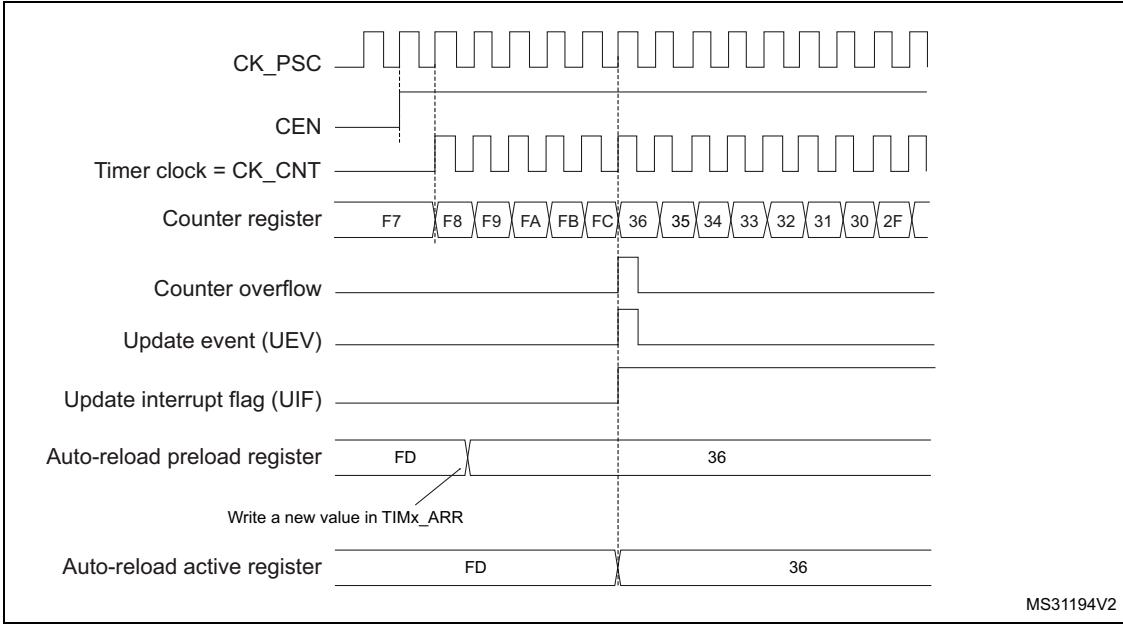 CK_PSC
CEN
Timer clock = CK_CNT
Counter register F7 F8 F9 FA FB FC 36 35 34 33 32 31 30 2F
Counter overflow
Update event (UEV)
Update interrupt flag (UIF)
Auto-reload preload register FD 36
Write a new value in TIMx_ARR
Auto-reload active register FD 36
MS31194V2